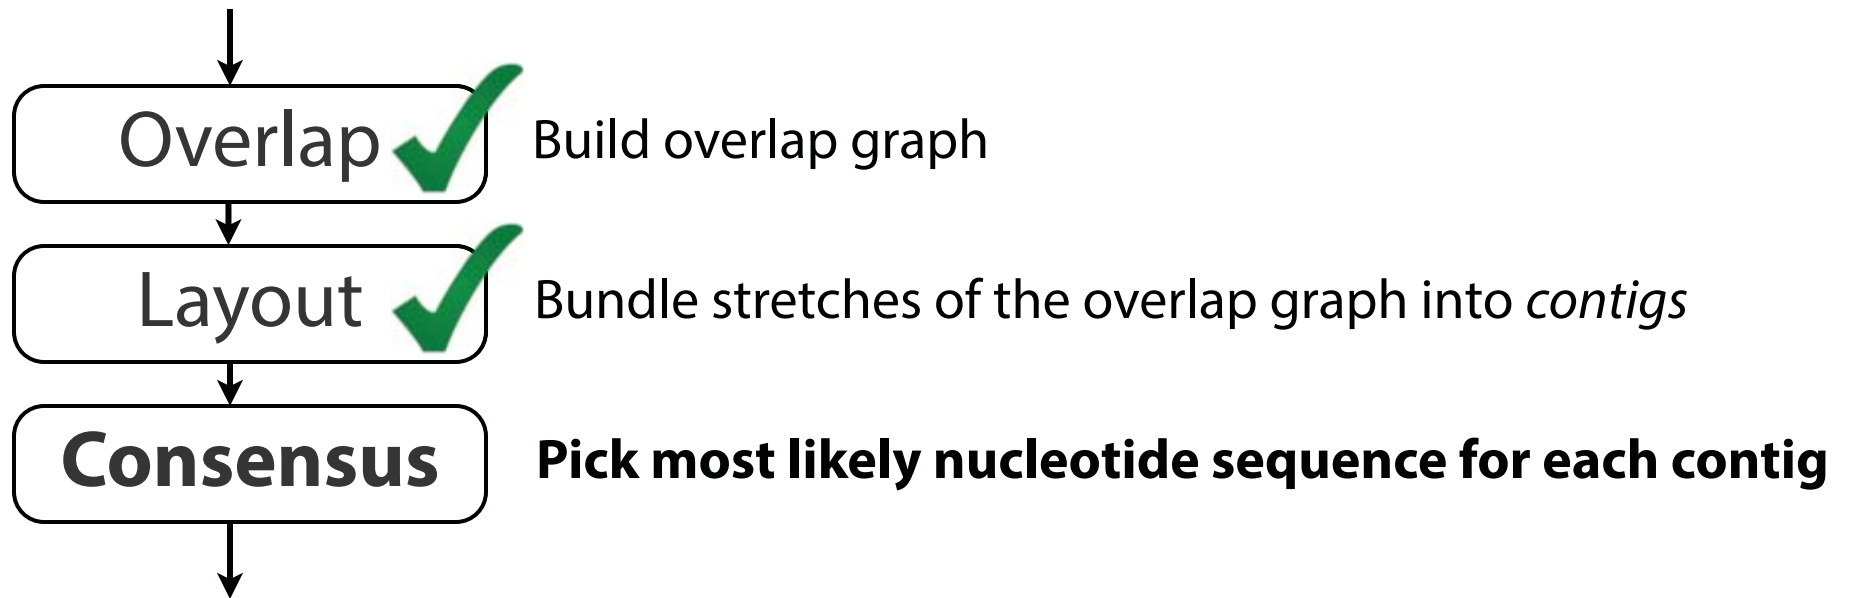 Overlap
Build overlap graph
Layout
Bundle stretches of the overlap graph into contigs
Consensus
Pick most likely nucleotide sequence for each contig